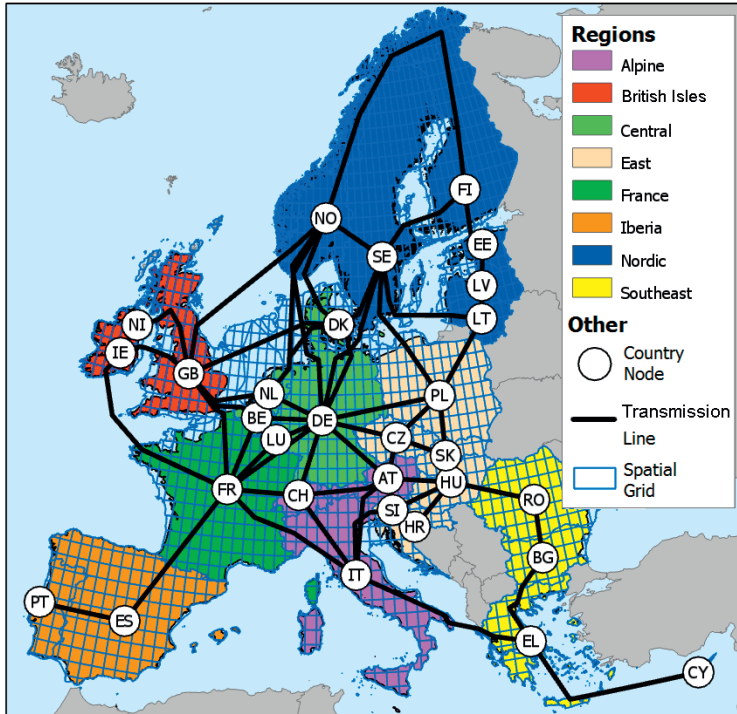 Regions
Alpine
British Isles
Central
East
France
Iberia
Nordic
Southeast
Other
Country
Node
Transmission
Line
Spatial
Grid
FI
NO
EE
SE
LV
LT
NI
DK
IE
GB
NL
PL
BE
DE
LU
CZ
SK
AT
HU
FR
CH
RO
SI
HR
BG
IT
PT
ES
EL
CY